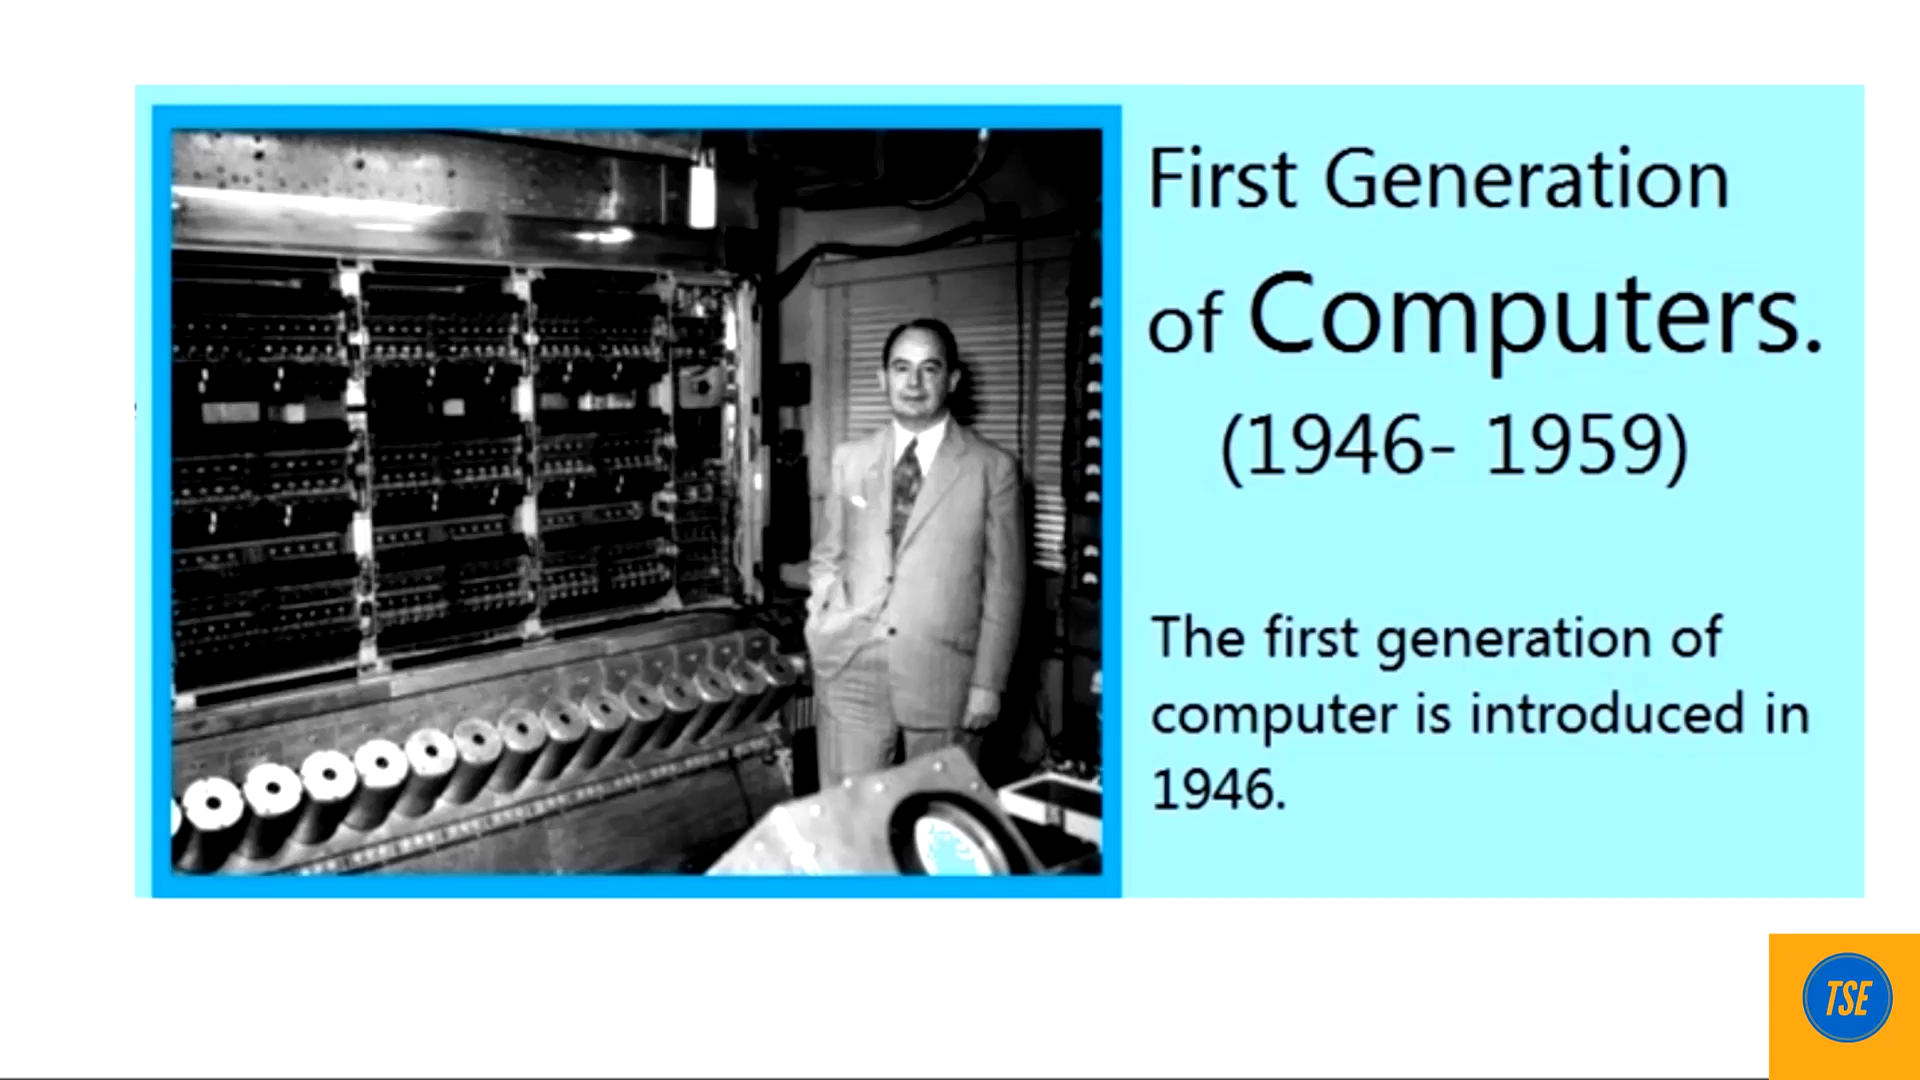 First Generation
of Computers.
(1946- 1959)
The first generation of
computer is introduced in
1946.
TSE